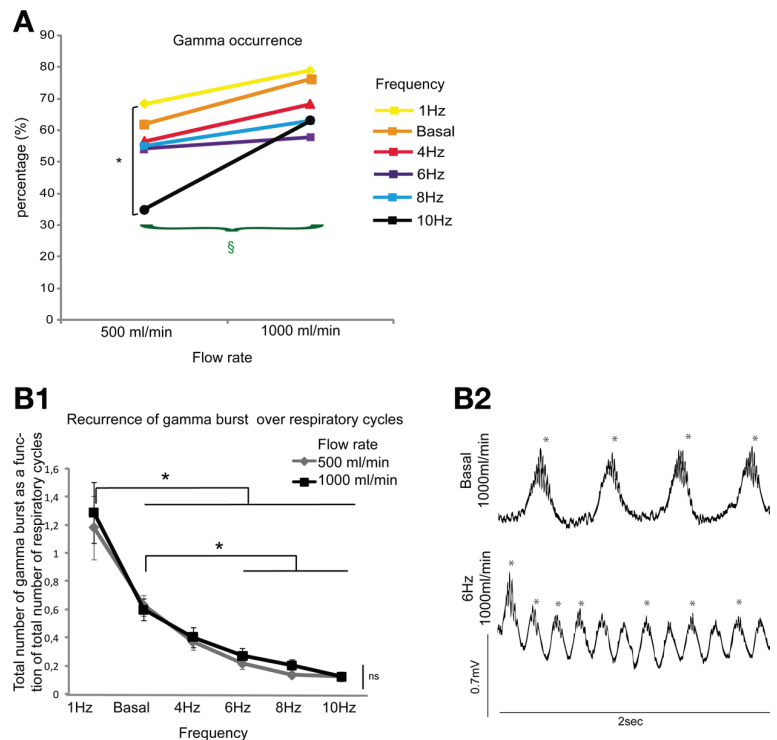 A
Gamma occurrence
percentage (%)
90
80
70
60
50
40
30
20
10
0
*
§
500 ml/min
1000 ml/min
Flow rate
Frequency
1Hz
Basal
4Hz
6Hz
8Hz
10Hz
B1
Recurrence of gamma burst over respiratory cycles
Total number of gamma burst as a func-
tion of total number of respiratory cycles
Flow rate
500 ml/min
1000 ml/min
1,6
1,4
1,2
1
0,8
0,6
0,4
0,2
0
*
*
ns
1Hz
Basal
4Hz
6Hz
8Hz
10Hz
Frequency
B2
Basal
1000ml/min
* * * *
6Hz
1000ml/min
* * * * * * *
0.7mV
2sec